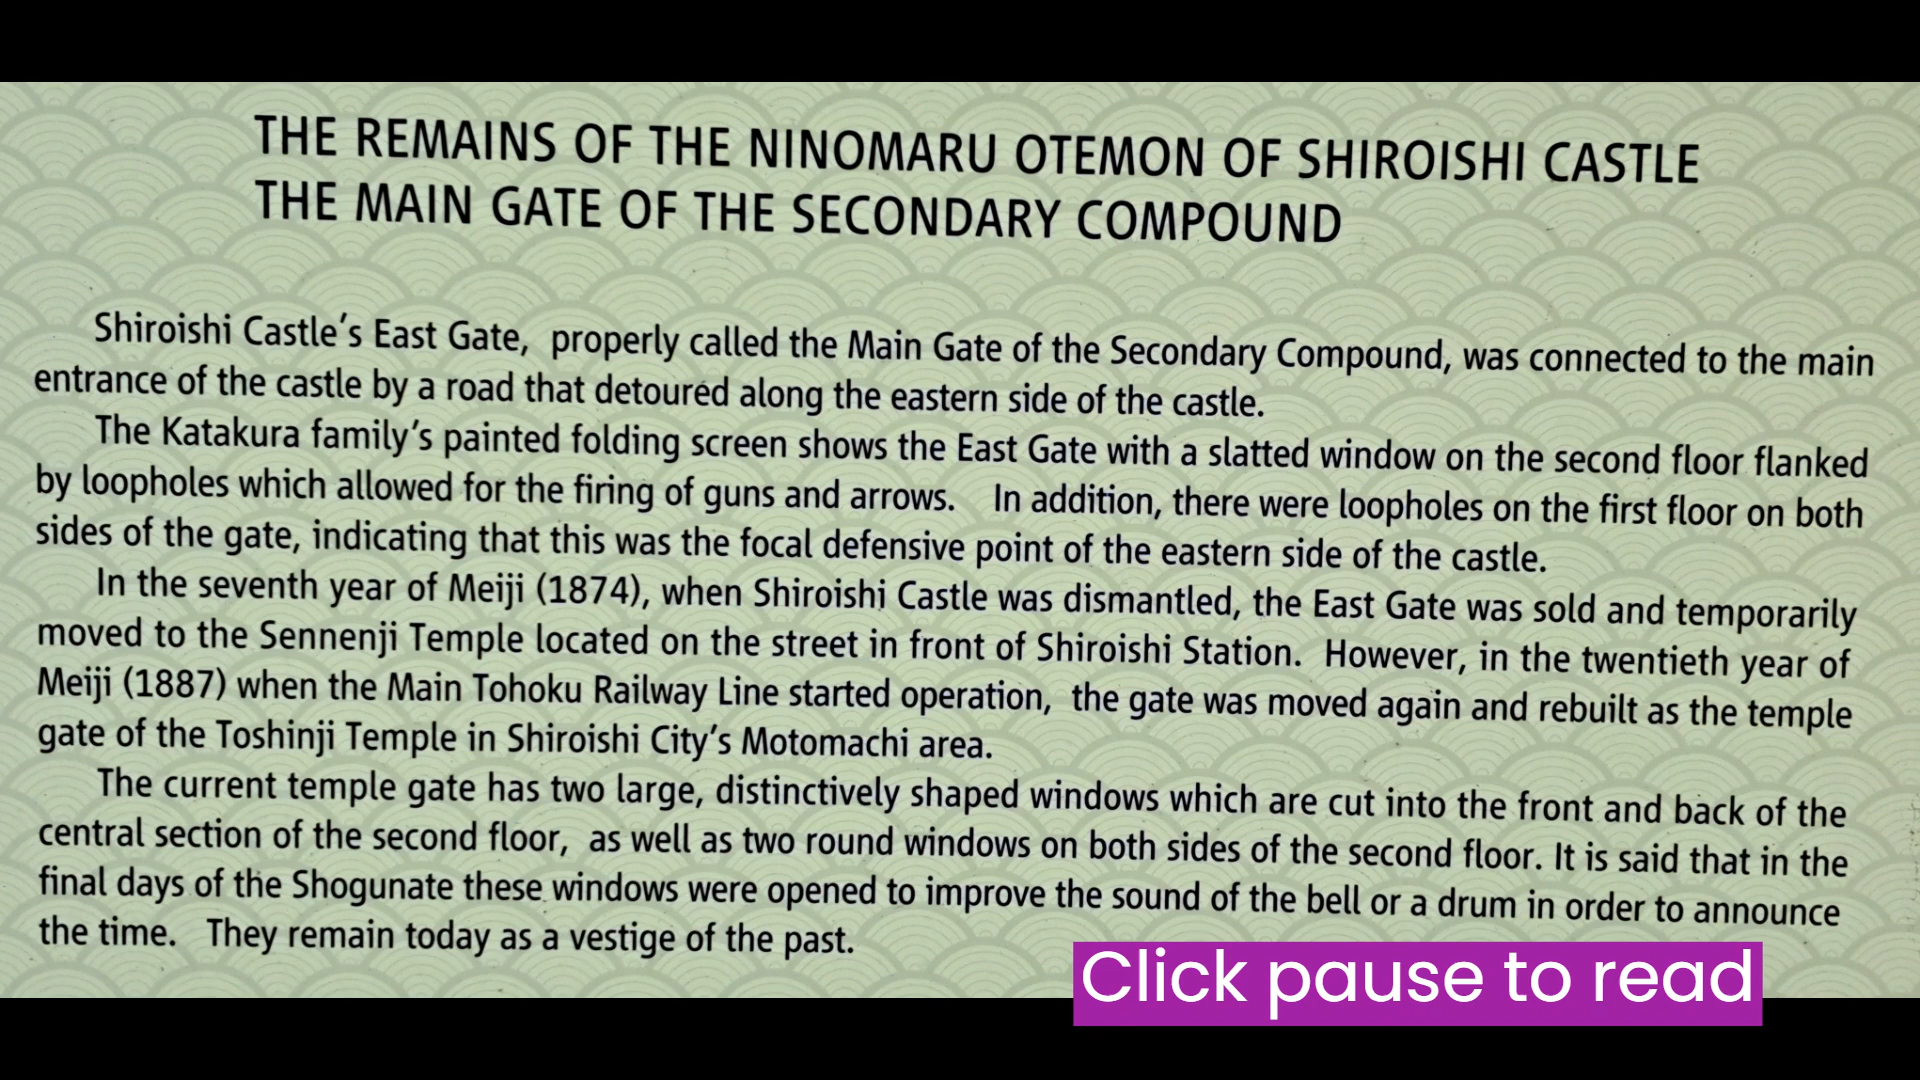 THE REMAINS OF THE NINOMARU OTEMON OF SHIROISHI CASTLE
THE MAIN GATE OF THE SECONDARY COMPOUND
Shiroishi Castle's East Gate, properly called the Main Gate of the Secondary Compound, was connected to the main
entrance of the castle by a road that detoured along the eastern side of the castle.
The Katakura family's painted folding screen shows the East Gate with a slatted window on the second floor flanked
by loopholes which allowed for the firing of guns and arrows. In addition, there were loopholes on the first floor on both
sides of the gate, indicating that this was the focal defensive point of the eastern side of the castle.
In the seventh year of Meiji (1874), when Shiroishi Castle was dismantled, the East Gate was sold and temporarily
moved to the Sennenji Temple located on the street in front of Shiroishi Station. However, in the twentieth year of
Meiji (1887) when the Main Tohoku Railway Line started operation, the gate was moved again and rebuilt as the temple
gate of the Toshinji Temple in Shiroishi City's Motomachi area.
The current temple gate has two large, distinctively shaped windows which are cut into the front and back of the
central section of the second floor, as well as two round windows on both sides of the second floor. It is said that in the
final days of the Shogunate these windows were opened to improve the sound of the bell or a drum in order to announce
the time. They remain today as a vestige of the past.
Click pause to read